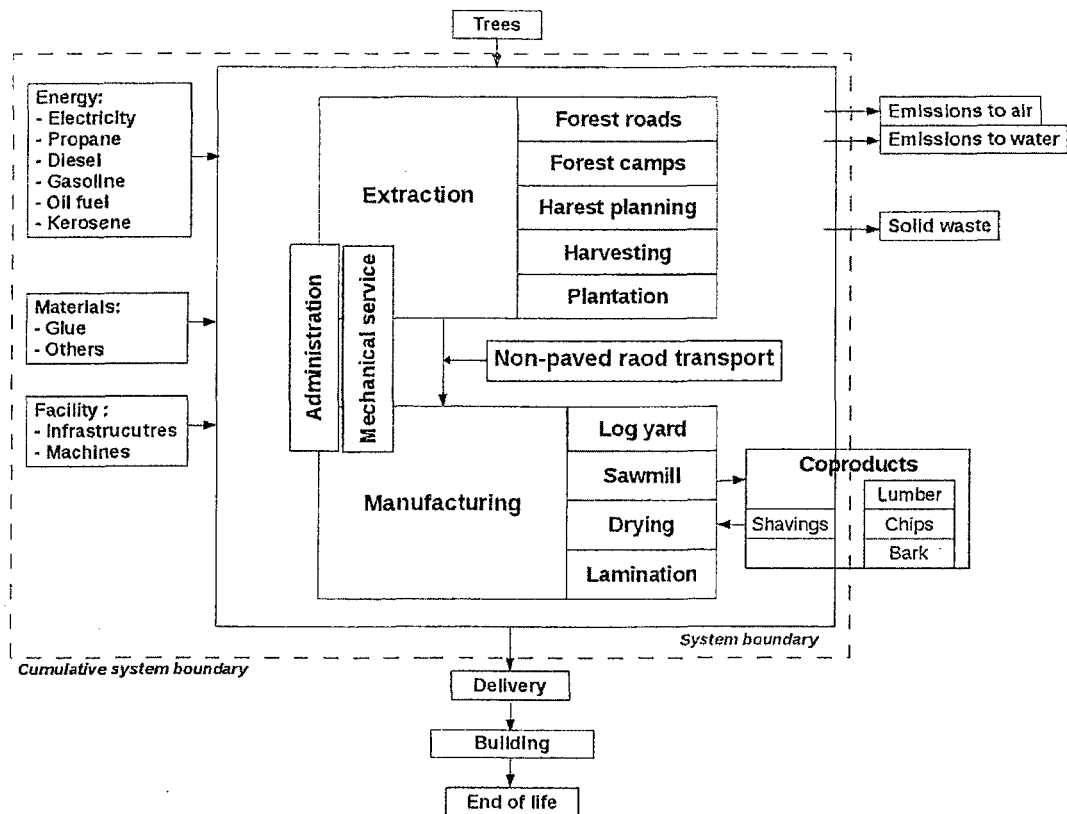 Trees
Energy:
- Electricity
- Propane
- Diesel
- Gasoline
- Oil fuel
- Kerosene
Materials:
- Glue
- Others
Facility :
- Infrastrucutres
- Machines
Extraction
Forest roads
Forest camps
Harest planning
Harvesting
Plantation
Administration
Mechanical service
Non-paved raod transport
Manufacturing
Log yard
Sawmill
Drying
Lamination
Emissions to air
Emissions to water
Solid waste
Coproducts
Lumber
Shavings
Chips
Bark
System boundary
Cumulative system boundary
Delivery
Building
End of life